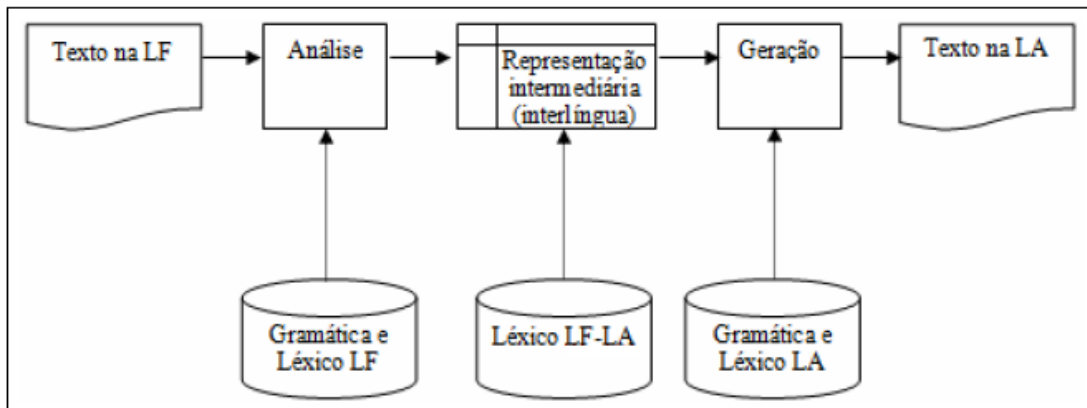 Texto na LF
Análise
Representação
intermediária
(interlíngua)
Geração
Texto na LA
Gramática e
Léxico LF
Léxico LF-LA
Gramática e
Léxico LA